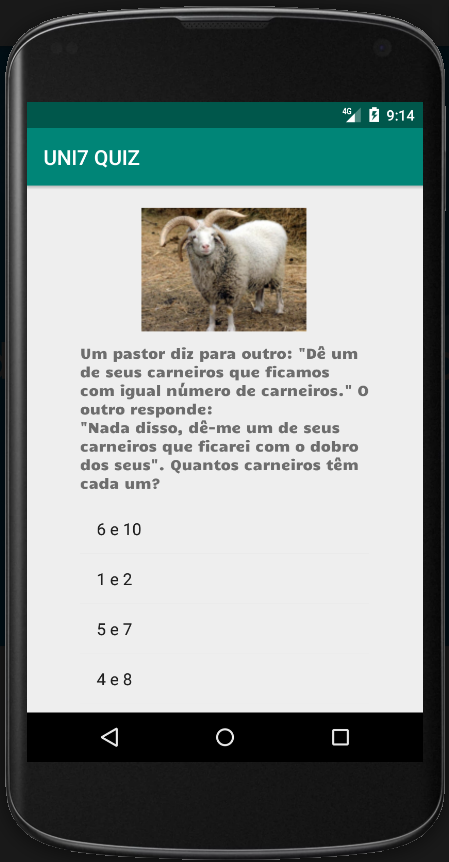 4G 9:14
UNI7 QUIZ
Um pastor diz para outro: "Dê um
de seus carneiros que ficamos
com igual número de carneiros." O
outro responde:
"Nada disso, dê-me um de seus
carneiros que ficarei com o dobro
dos seus". Quantos carneiros têm
cada um?
6 e 10
1 e 2
5 e 7
4 e 8